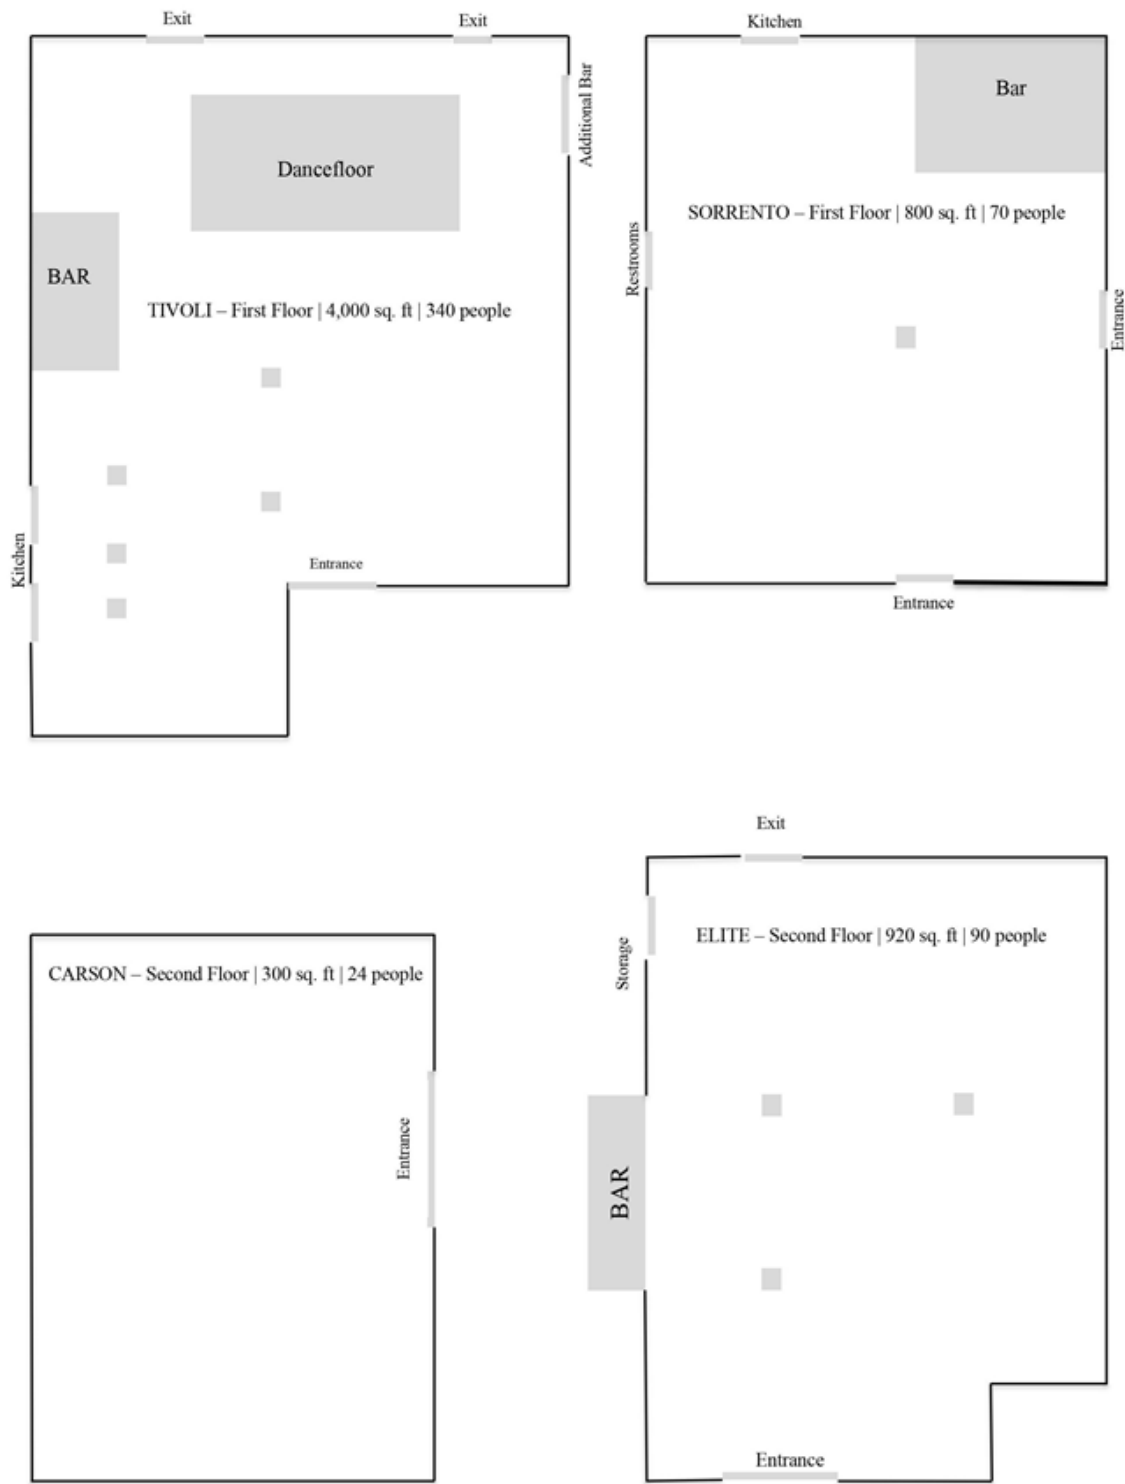 Exit
Exit
Additional Bar
Dancefloor
BAR
TIVOLI – First Floor | 4,000 sq. ft | 340 people
Kitchen
Entrance
Kitchen
Bar
SORRENTO – First Floor | 800 sq. ft | 70 people
Restrooms
Entrance
Entrance
CARSON – Second Floor | 300 sq. ft | 24 people
Entrance
Exit
Storage
ELITE – Second Floor | 920 sq. ft | 90 people
BAR
Entrance